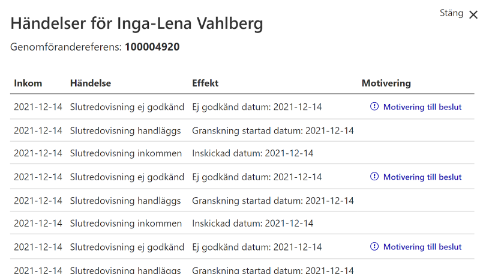 Stäng
Händelser för Inga-Lena Vahlberg
Genomförandereferens: 100004920
Inkom Händelse Effekt Motivering
2021-12-14 Slutredovisning ej godkänd Ej godkänd datum: 2021-12-14 Motivering till beslut
2021-12-14 Slutredovisning handläggs Granskning startad datum: 2021-12-14
2021-12-14 Slutredovisning inkommen Inskickad datum: 2021-12-14
2021-12-14 Slutredovisning ej godkänd Ej godkänd datum: 2021-12-14 Motivering till beslut
2021-12-14 Slutredovisning handläggs Granskning startad datum: 2021-12-14
2021-12-14 Slutredovisning inkommen Inskickad datum: 2021-12-14
2021-12-14 Slutredovisning ej godkänd Ej godkänd datum: 2021-12-14 Motivering till beslut
2021-12-14 Slutredovisning handläggs Granskning startad datum: 2021-12-14